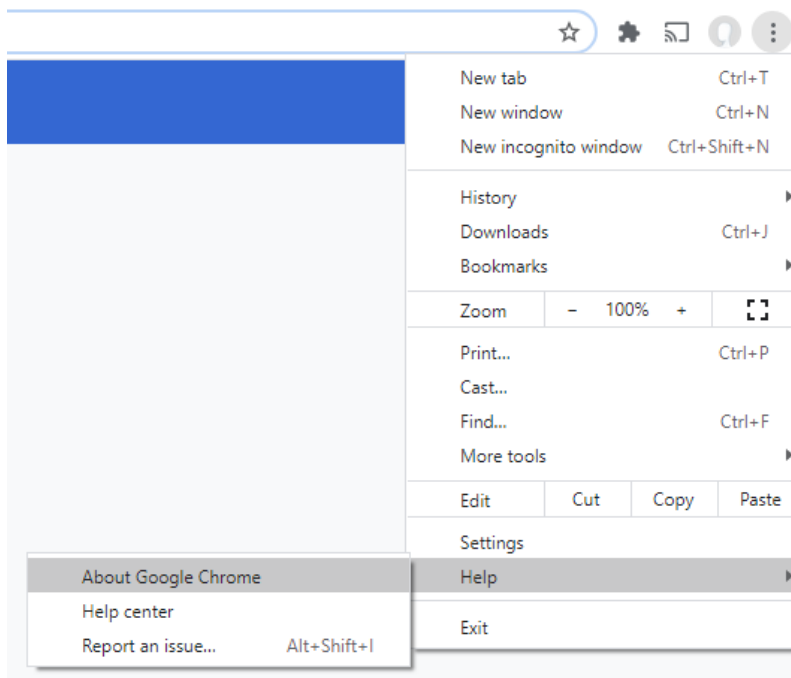 New tab Ctrl+T
New window Ctrl+N
New incognito window Ctrl+Shift+N
History
Downloads Ctrl+J
Bookmarks
Zoom - 100% +
Print... Ctrl+P
Cast...
Find... Ctrl+F
More tools
Edit Cut Copy Paste
Settings
Help
Exit
About Google Chrome
Help center
Report an issue... Alt+Shift+I